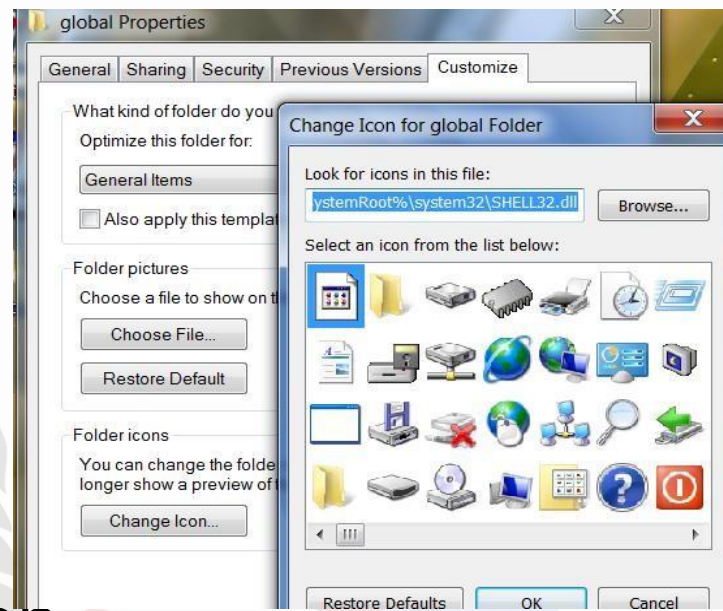 global Properties
General Sharing Security Previous Versions Customize
What kind of folder do you
Optimize this folder for:
General Items
Also apply this templat
Folder pictures
Choose a file to show on t
Choose File...
Restore Default
Folder icons
You can change the folde
longer show a preview of
Change Icon...
Change Icon for global Folder
Look for icons in this file:
ystemRoot%\system32\SHELL32.dll
Browse...
Select an icon from the list below:
Restore Defaults OK Cancel